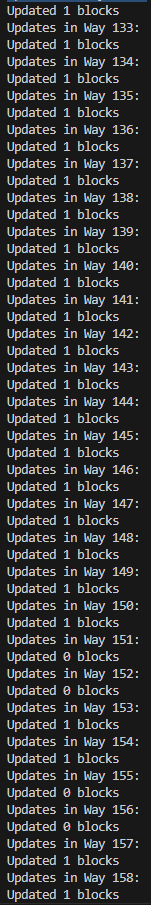 Updated 1 blocks
Updates in Way 133:
Updated 1 blocks
Updates in Way 134:
Updated 1 blocks
Updates in Way 135:
Updated 1 blocks
Updates in Way 136:
Updated 1 blocks
Updates in Way 137:
Updated 1 blocks
Updates in Way 138:
Updated 1 blocks
Updates in Way 139:
Updated 1 blocks
Updates in Way 140:
Updated 1 blocks
Updates in Way 141:
Updated 1 blocks
Updates in Way 142:
Updated 1 blocks
Updates in Way 143:
Updated 1 blocks
Updates in Way 144:
Updated 1 blocks
Updates in Way 145:
Updated 1 blocks
Updates in Way 146:
Updated 1 blocks
Updates in Way 147:
Updated 1 blocks
Updates in Way 148:
Updated 1 blocks
Updates in Way 149:
Updated 1 blocks
Updates in Way 150:
Updated 1 blocks
Updates in Way 151:
Updated 0 blocks
Updates in Way 152:
Updated 0 blocks
Updates in Way 153:
Updated 1 blocks
Updates in Way 154:
Updated 1 blocks
Updates in Way 155:
Updated 0 blocks
Updates in Way 156:
Updated 0 blocks
Updates in Way 157:
Updated 1 blocks
Updates in Way 158:
Updated 1 blocks